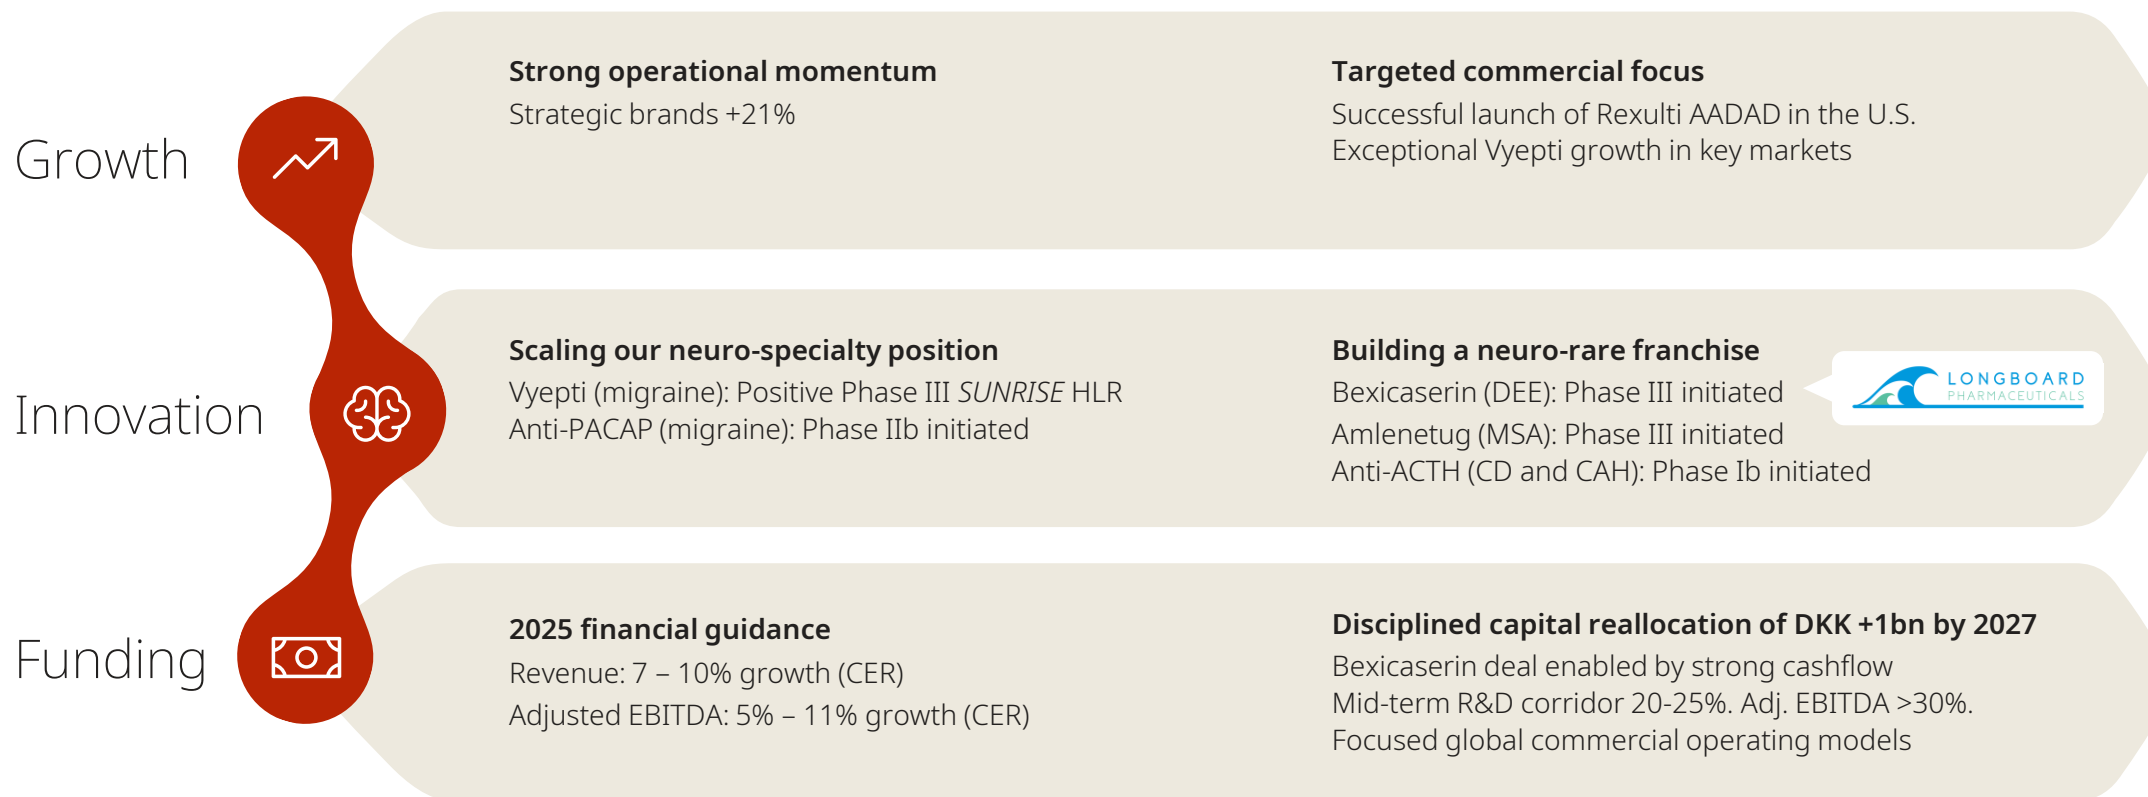 Growth
Strong operational momentum
Strategic brands +21%
Targeted commercial focus
Successful launch of Rexulti AADAD in the U.S.
Exceptional Vyepti growth in key markets
Innovation
Scaling our neuro-specialty position
Vyepti (migraine): Positive Phase III SUNRISE HLR
Anti-PACAP (migraine): Phase IIb initiated
Building a neuro-rare franchise
Bexicaserin (DEE): Phase III initiated
Amlenetug (MSA): Phase III initiated
Anti-ACTH (CD and CAH): Phase Ib initiated
LONGBOARD
PHARMACEUTICALS
Funding
2025 financial guidance
Revenue: 7 – 10% growth (CER)
Adjusted EBITDA: 5% – 11% growth (CER)
Disciplined capital reallocation of DKK +1bn by 2027
Bexicaserin deal enabled by strong cashflow
Mid-term R&D corridor 20-25%. Adj. EBITDA >30%.
Focused global commercial operating models